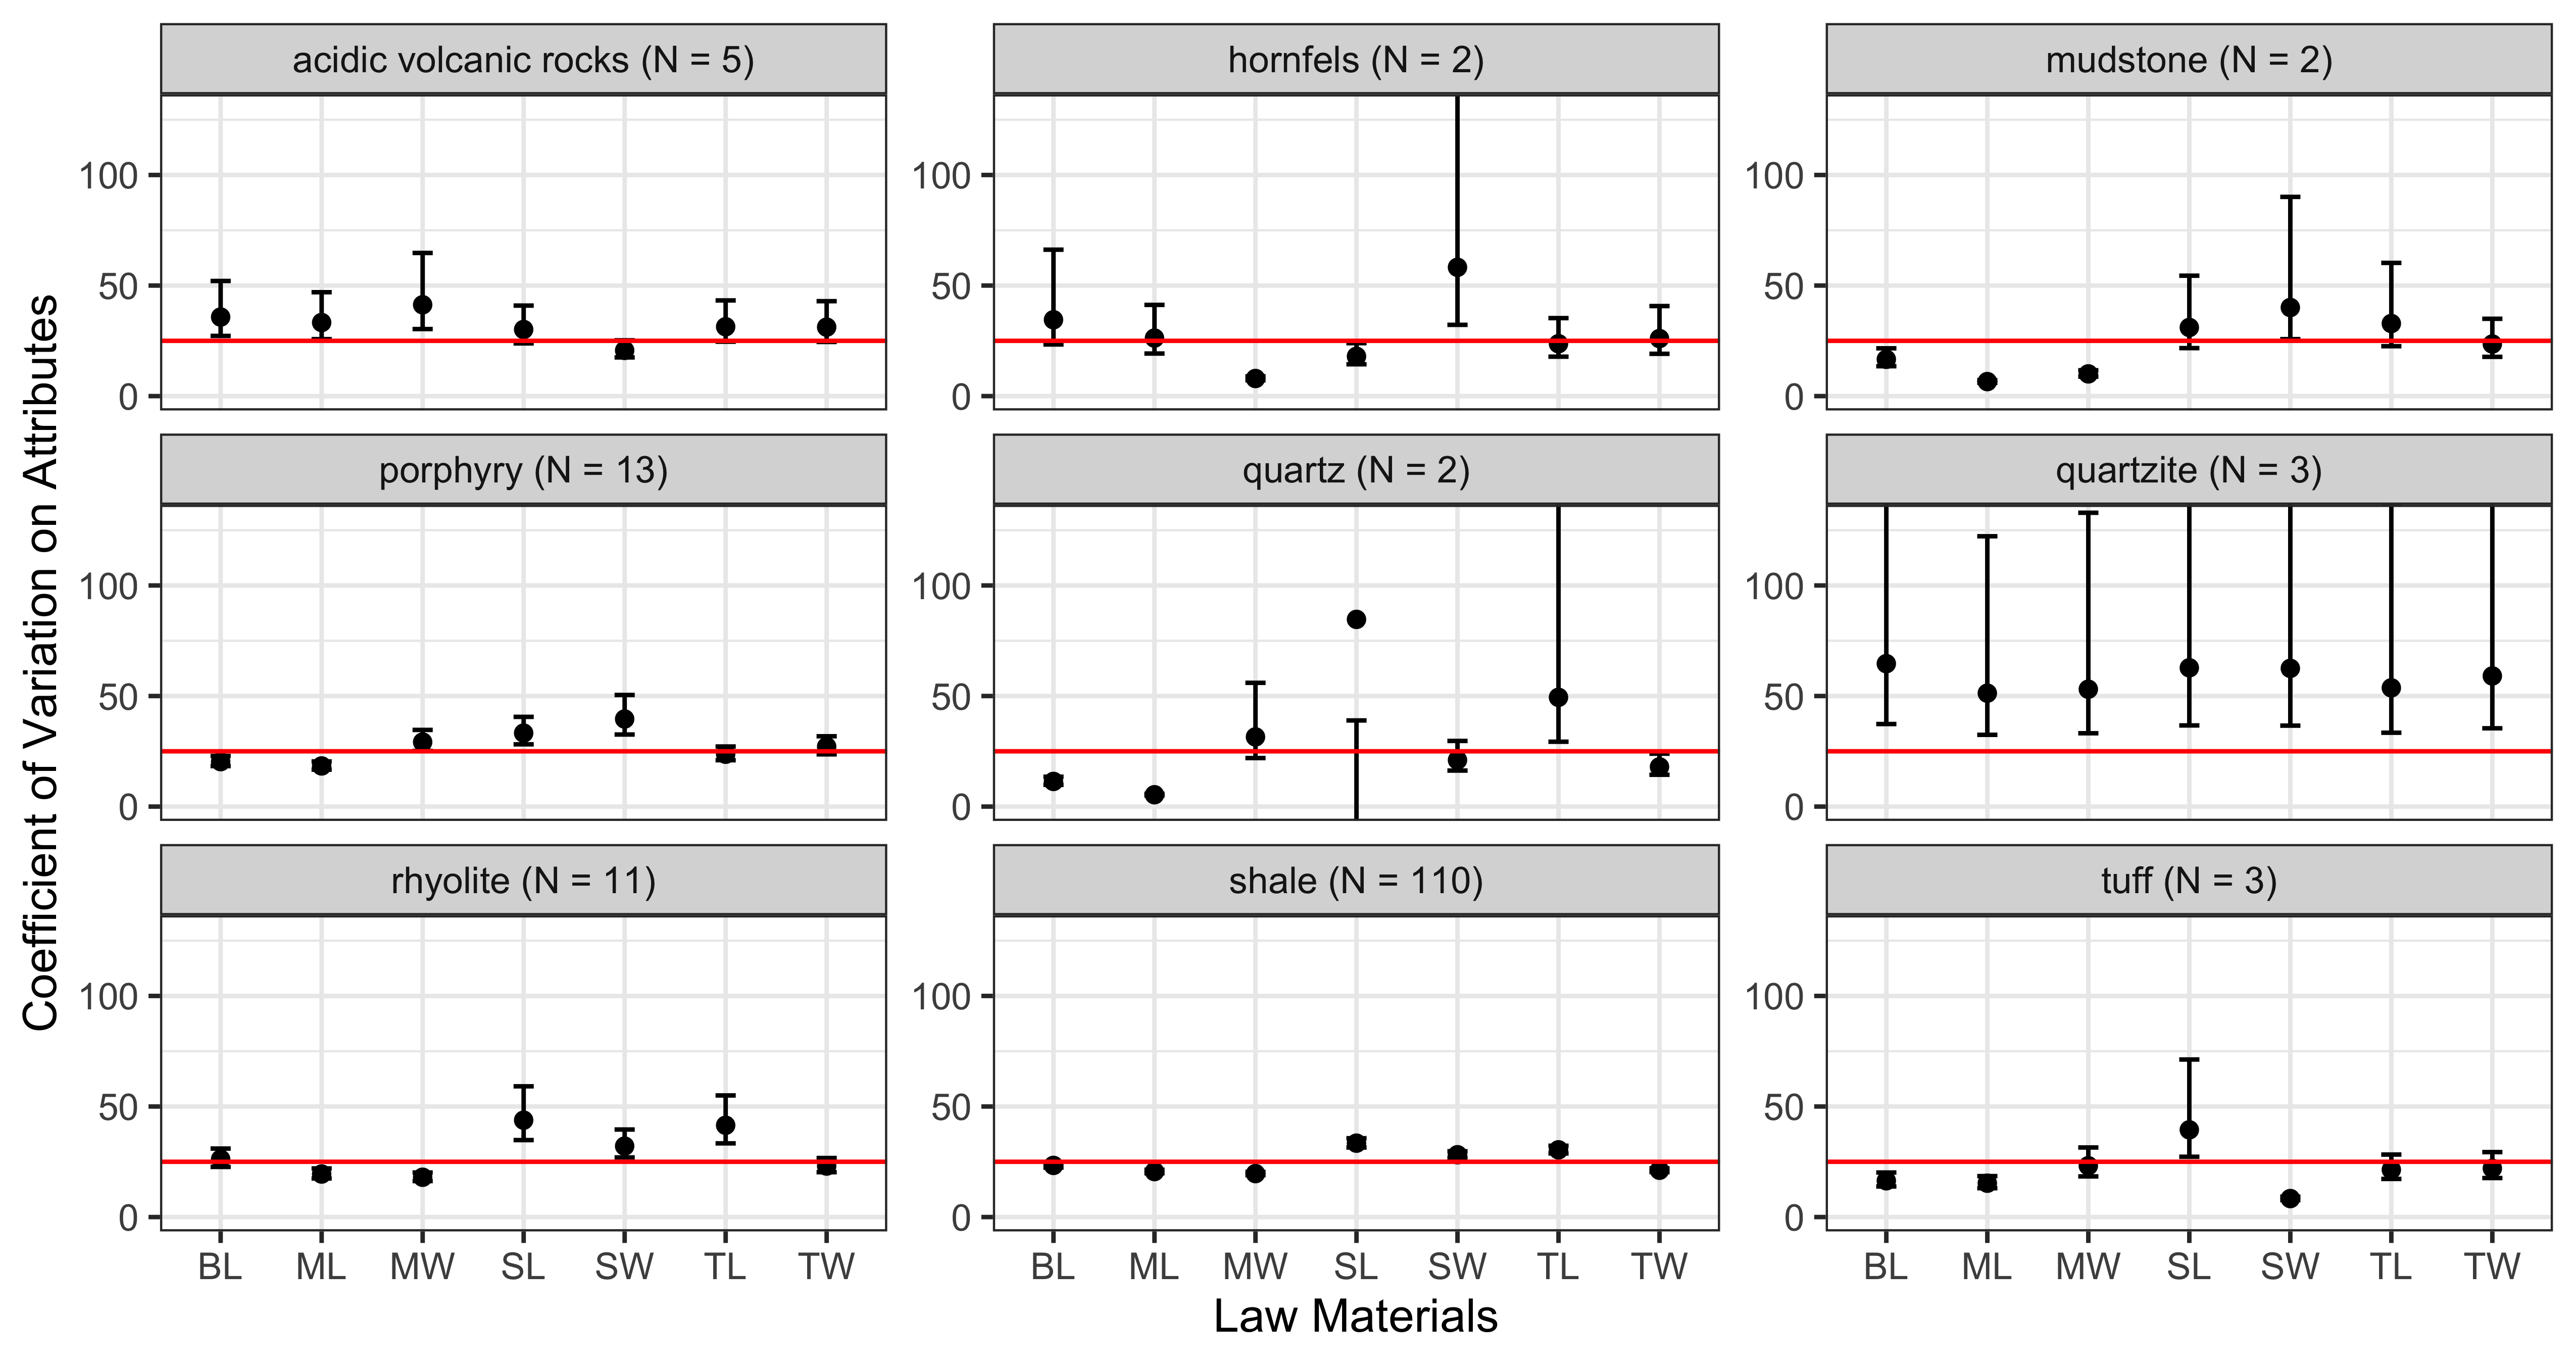 acidic volcanic rocks (N = 5)
hornfels (N = 2)
mudstone (N = 2)
100
50
0
100
50
0
100
50
0
porphyry (N = 13)
quartz (N = 2)
quartzite (N = 3)
100
50
0
100
50
0
100
50
0
rhyolite (N = 11)
shale (N = 110)
tuff (N = 3)
100
50
0
100
50
0
100
50
0
BL ML MW SL SW TL TW
BL ML MW SL SW TL TW
BL ML MW SL SW TL TW
Law Materials
Coefficient of Variation on Attributes